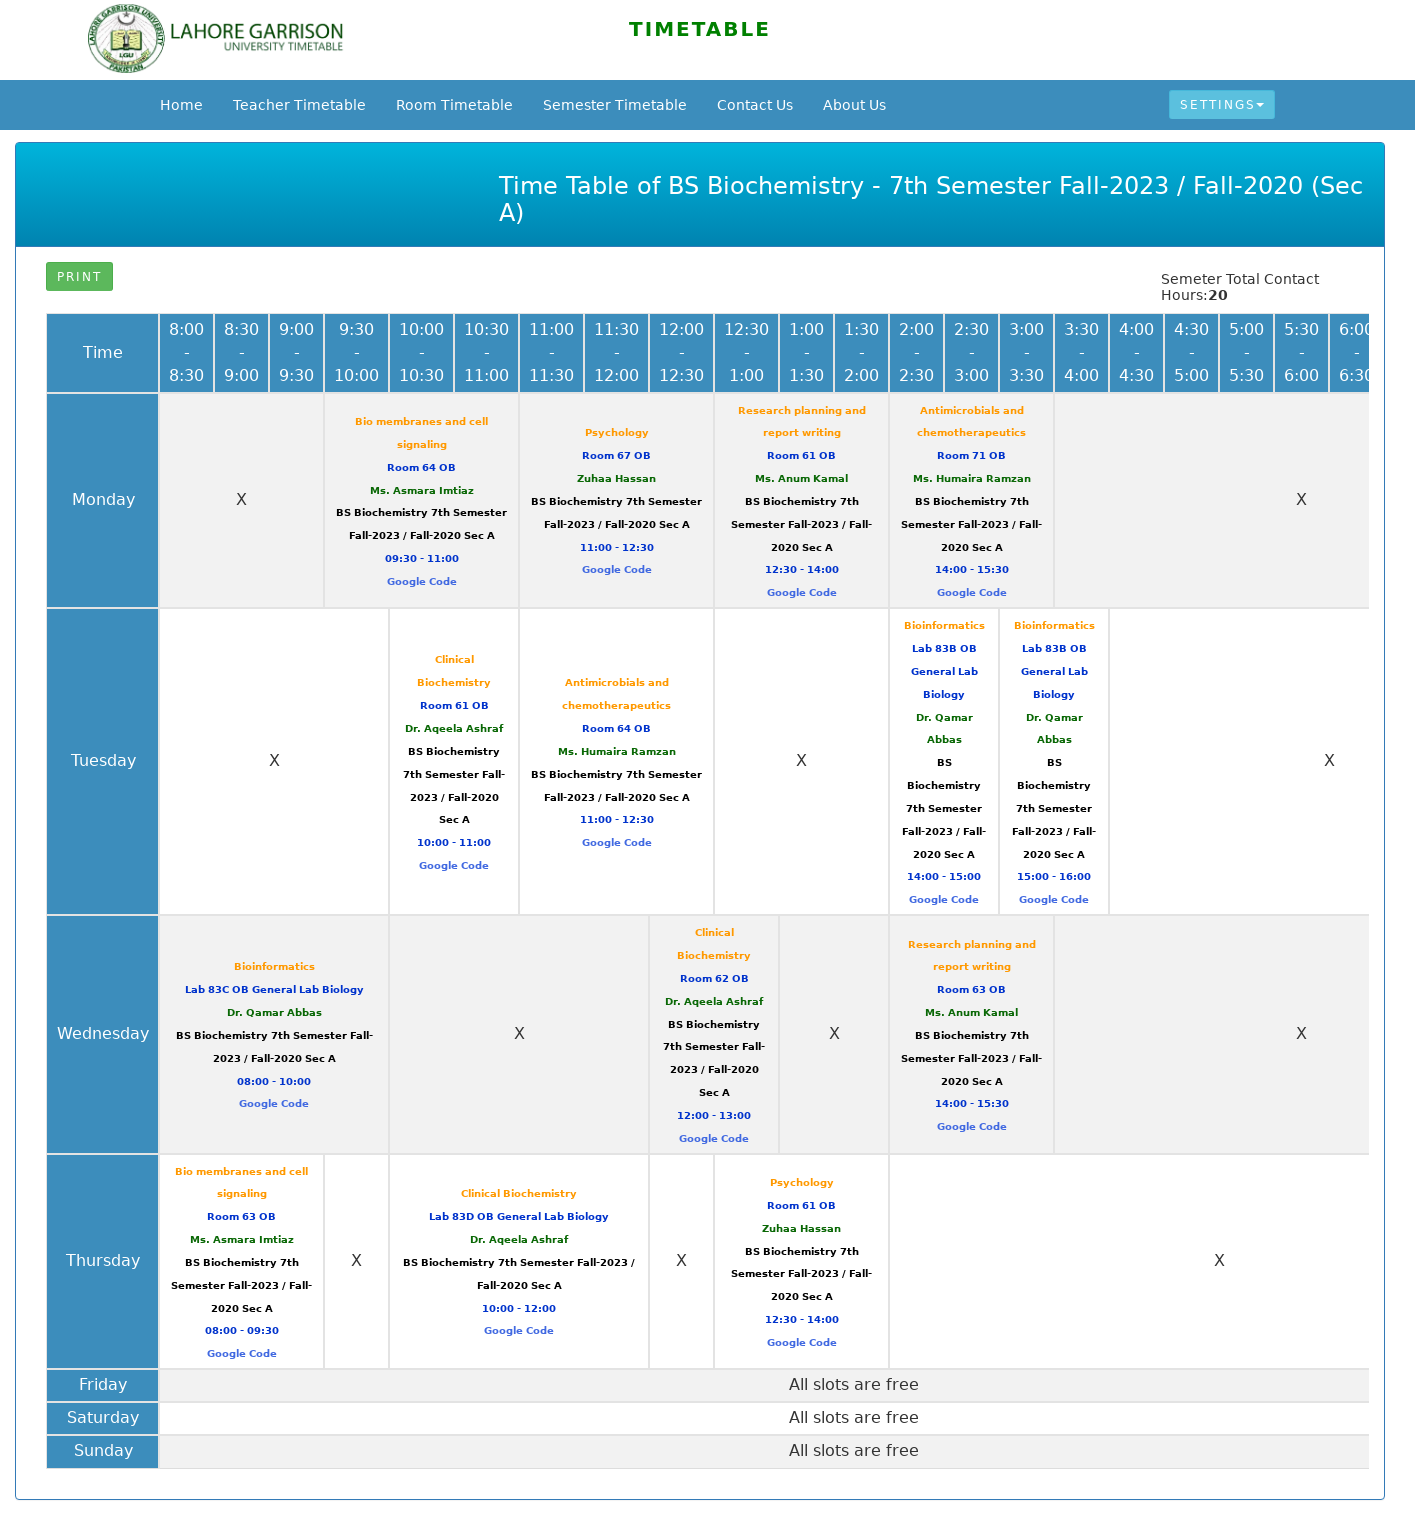 LAHORE GARRISON
UNIVERSITY TIMETABLE
TIMETABLE
Home Teacher Timetable Room Timetable Semester Timetable Contact Us About Us SETTINGS
Time Table of BS Biochemistry - 7th Semester Fall-2023 / Fall-2020 (Sec
A)
PRINT
Semeter Total Contact
Hours:20
Time
8:00
-
8:30
8:30
-
9:00
9:00
-
9:30
9:30
-
10:00
10:00
-
10:30
10:30
-
11:00
11:00
-
11:30
11:30
-
12:00
12:00
-
12:30
12:30
-
1:00
1:00
-
1:30
1:30
-
2:00
2:00
-
2:30
2:30
-
3:00
3:00
-
3:30
3:30
-
4:00
4:00
-
4:30
4:30
-
5:00
5:00
-
5:30
5:30
-
6:00
6:00
-
6:30
Monday
X
Bio membranes and cell
signaling
Room 64 OB
Ms. Asmara Imtiaz
BS Biochemistry 7th Semester
Fall-2023 / Fall-2020 Sec A
09:30 - 11:00
Google Code
Psychology
Room 67 OB
Zuhaa Hassan
BS Biochemistry 7th Semester
Fall-2023 / Fall-2020 Sec A
11:00 - 12:30
Google Code
Research planning and
report writing
Room 61 OB
Ms. Anum Kamal
BS Biochemistry 7th
Semester Fall-2023 / Fall-
2020 Sec A
12:30 - 14:00
Google Code
Antimicrobials and
chemotherapeutics
Room 71 OB
Ms. Humaira Ramzan
BS Biochemistry 7th
Semester Fall-2023 / Fall-
2020 Sec A
14:00 - 15:30
Google Code
X
Tuesday
X
Clinical
Biochemistry
Room 61 OB
Dr. Aqeela Ashraf
BS Biochemistry
7th Semester Fall-
2023 / Fall-2020
Sec A
10:00 - 11:00
Google Code
Antimicrobials and
chemotherapeutics
Room 64 OB
Ms. Humaira Ramzan
BS Biochemistry 7th Semester
Fall-2023 / Fall-2020 Sec A
11:00 - 12:30
Google Code
X
Bioinformatics
Lab 83B OB
General Lab
Biology
Dr. Qamar
Abbas
BS
Biochemistry
7th Semester
Fall-2023 / Fall-
2020 Sec A
14:00 - 15:00
Google Code
Bioinformatics
Lab 83B OB
General Lab
Biology
Dr. Qamar
Abbas
BS
Biochemistry
7th Semester
Fall-2023 / Fall-
2020 Sec A
15:00 - 16:00
Google Code
X
Wednesday
Bioinformatics
Lab 83C OB General Lab Biology
Dr. Qamar Abbas
BS Biochemistry 7th Semester Fall-
2023 / Fall-2020 Sec A
08:00 - 10:00
Google Code
X
Clinical
Biochemistry
Room 62 OB
Dr. Aqeela Ashraf
BS Biochemistry
7th Semester Fall-
2023 / Fall-2020
Sec A
12:00 - 13:00
Google Code
X
Research planning and
report writing
Room 63 OB
Ms. Anum Kamal
BS Biochemistry 7th
Semester Fall-2023 / Fall-
2020 Sec A
14:00 - 15:30
Google Code
X
Thursday
Bio membranes and cell
signaling
Room 63 OB
Ms. Asmara Imtiaz
BS Biochemistry 7th
Semester Fall-2023 / Fall-
2020 Sec A
08:00 - 09:30
Google Code
X
Clinical Biochemistry
Lab 83D OB General Lab Biology
Dr. Aqeela Ashraf
BS Biochemistry 7th Semester Fall-2023 /
Fall-2020 Sec A
10:00 - 12:00
Google Code
X
Psychology
Room 61 OB
Zuhaa Hassan
BS Biochemistry 7th
Semester Fall-2023 / Fall-
2020 Sec A
12:30 - 14:00
Google Code
X
Friday
All slots are free
Saturday
All slots are free
Sunday
All slots are free